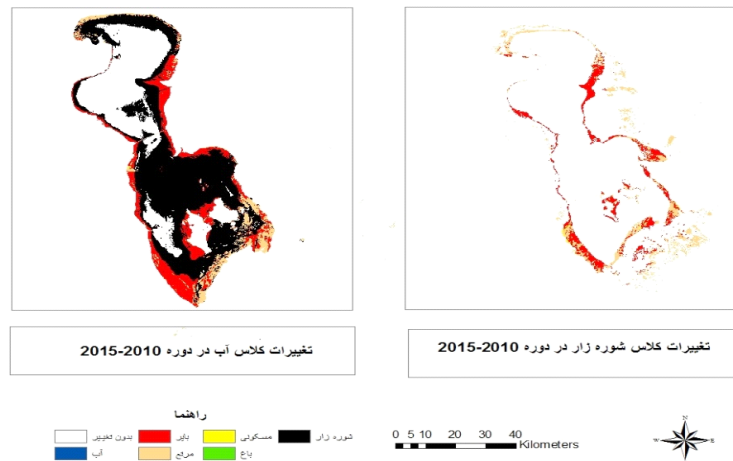 تغییرات کلاس آب در دوره 2010-2015
تغییرات کلاس شوره زار در دوره 2010-2015
راهنما
شوره زار
مسکونی
بایر
بدون تغییر
باغ
مرتع
آب
0 5 10 20 30 40
Kilometers
N
W
E
S